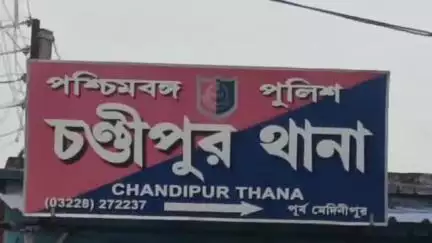 পশ্চিমবঙ্গ পুলিশ
চণ্ডীপুর থানা
CHANDIPUR THANA
(03228) 272237 পূর্ব মেদিনীপুর